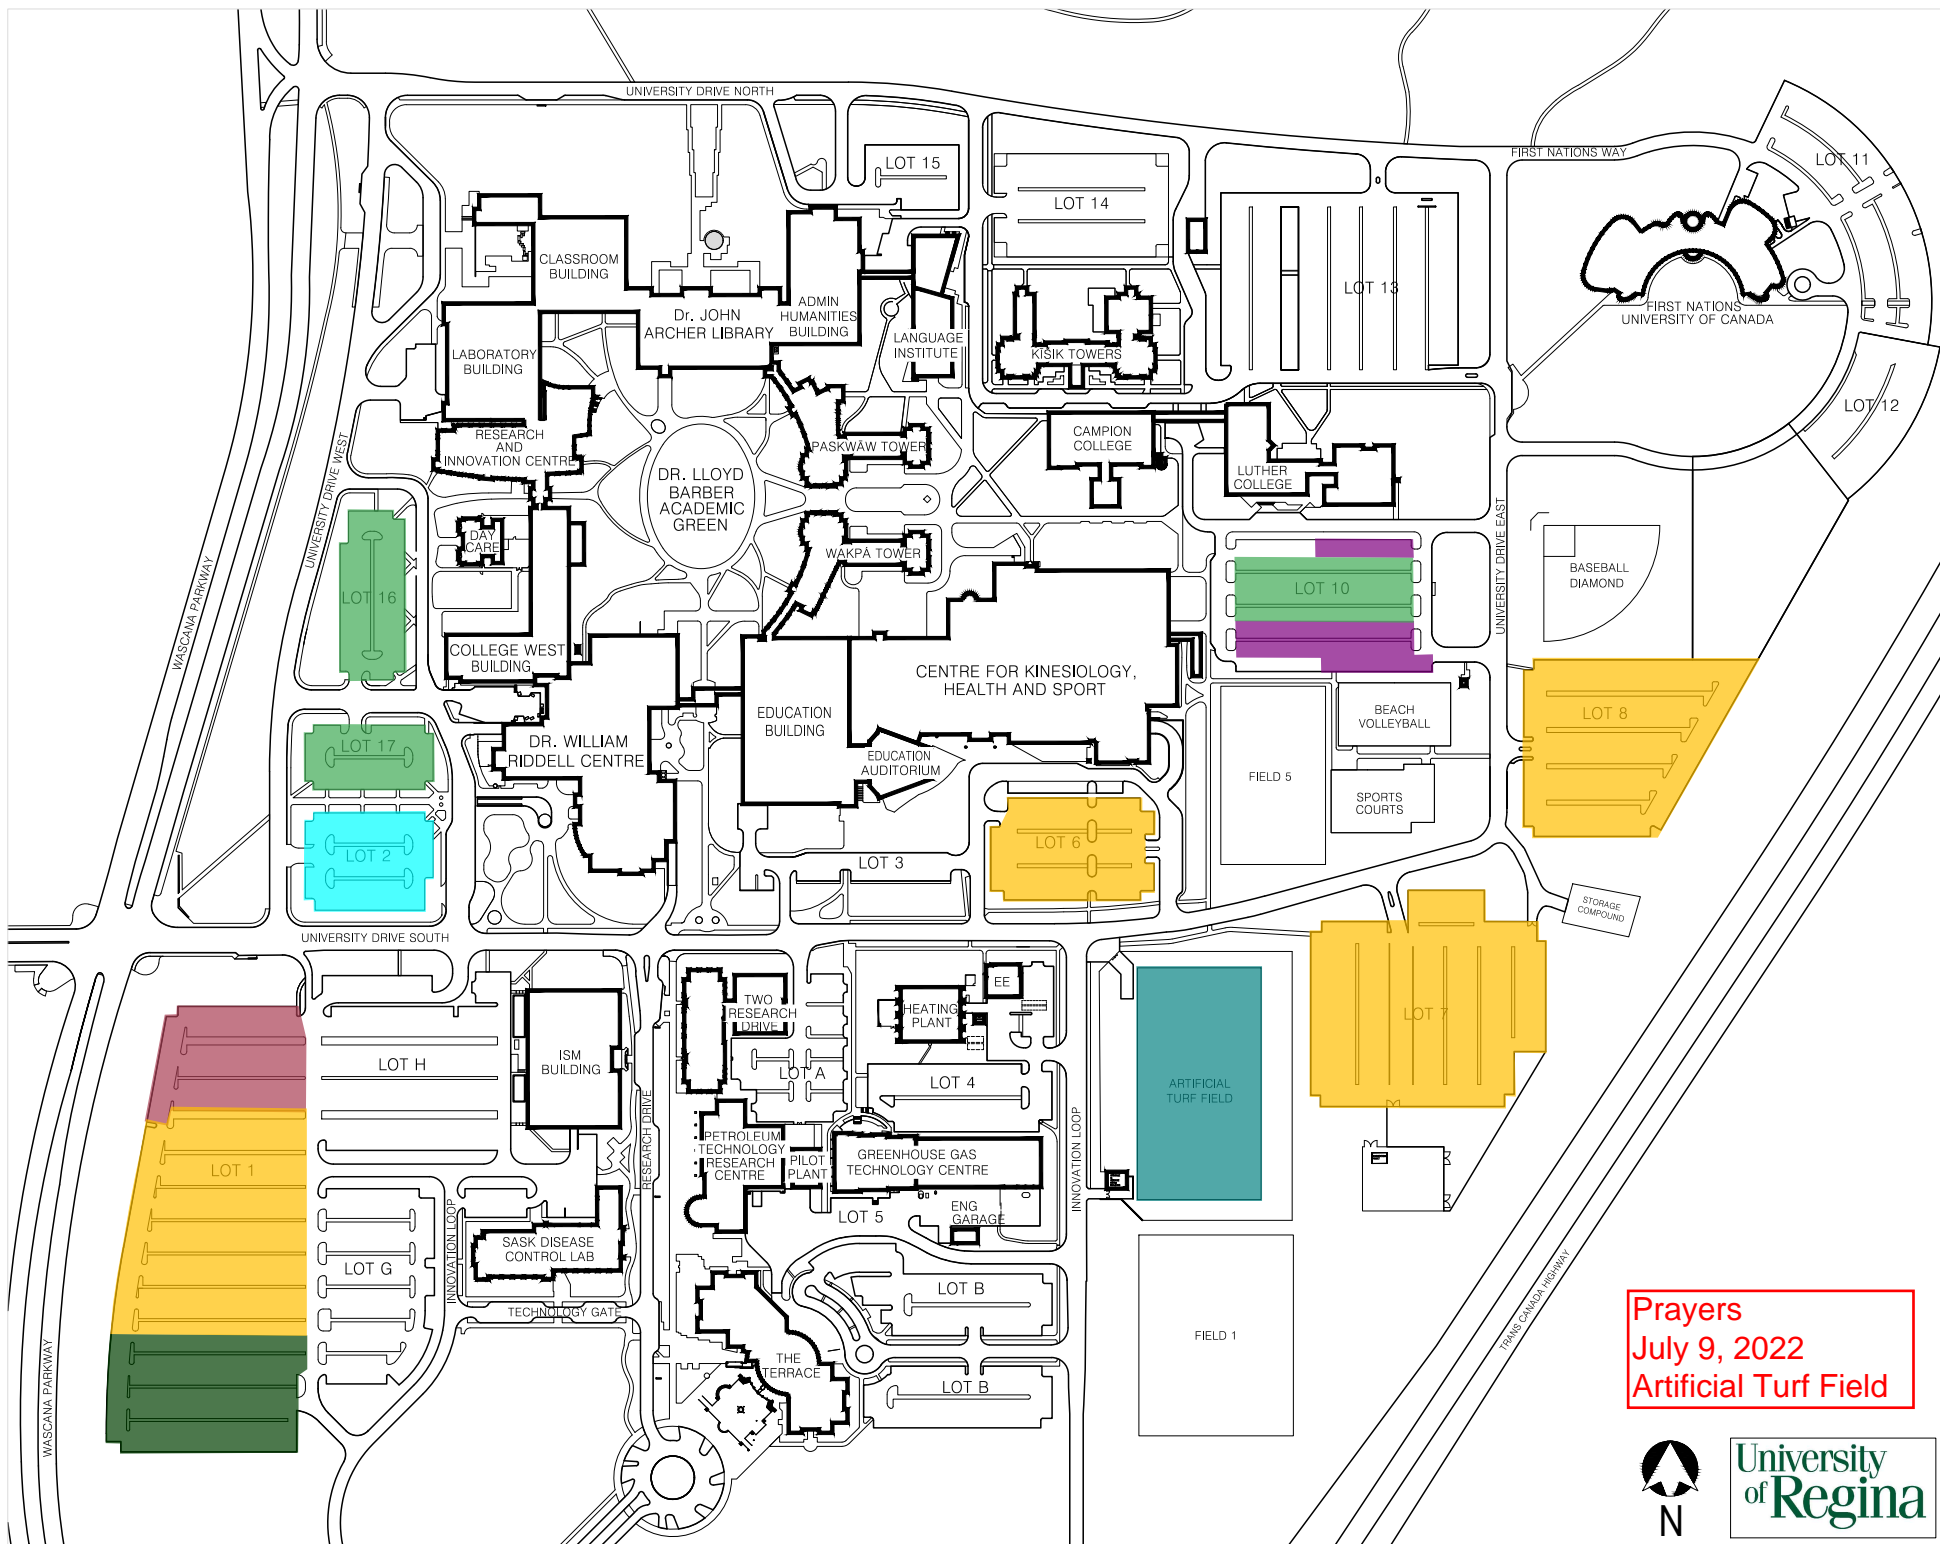 UNIVERSITY DRIVE NORTH
FIRST NATIONS WAY
LOT 11
LOT 15
LOT 14
CLASSROOM
BUILDING
LOT 13
ADMIN
HUMANITIES
BUILDING
Dr. JOHN
ARCHER LIBRARY
FIRST NATIONS
UNIVERSITY OF CANADA
LANGUAGE
INSTITUTE
KĪSIK TOWERS
LABORATORY
BUILDING
LOT 12
RESEARCH
AND
INNOVATION CENTRE
PASKWĀW TOWER
CAMPION
COLLEGE
LUTHER
COLLEGE
UNIVERSITY DRIVE WEST
DR. LLOYD
BARBER
ACADEMIC
GREEN
DAY
CARE
WAKPÁ TOWER
UNIVERSITY DRIVE EAST
BASEBALL
DIAMOND
LOT 16
LOT 10
WASCANA PARKWAY
COLLEGE WEST
BUILDING
CENTRE FOR KINESIOLOGY,
HEALTH AND SPORT
EDUCATION
BUILDING
BEACH
VOLLEYBALL
LOT 8
LOT 17
DR. WILLIAM
RIDDELL CENTRE
EDUCATION
AUDITORIUM
FIELD 5
SPORTS
COURTS
LOT 2
LOT 3
LOT 6
STORAGE
COMPOUND
UNIVERSITY DRIVE SOUTH
TWO
RESEARCH
DRIVE
HEATING
PLANT
EE
LOT 7
LOT H
ISM
BUILDING
LOT A
LOT 4
ARTIFICIAL
TURF FIELD
RESEARCH DRIVE
INNOVATION LOOP
LOT 1
PETROLEUM
TECHNOLOGY
RESEARCH
CENTRE
PILOT
PLANT
GREENHOUSE GAS
TECHNOLOGY CENTRE
LOT 5
ENG
GARAGE
SASK DISEASE
CONTROL LAB
LOT G
INNOVATION LOOP
TECHNOLOGY GATE
LOT B
THE
TERRACE
LOT B
FIELD 1
TRANS CANADA HIGHWAY
WASCANA PARKWAY
Prayers
July 9, 2022
Artificial Turf Field
N
University
of Regina